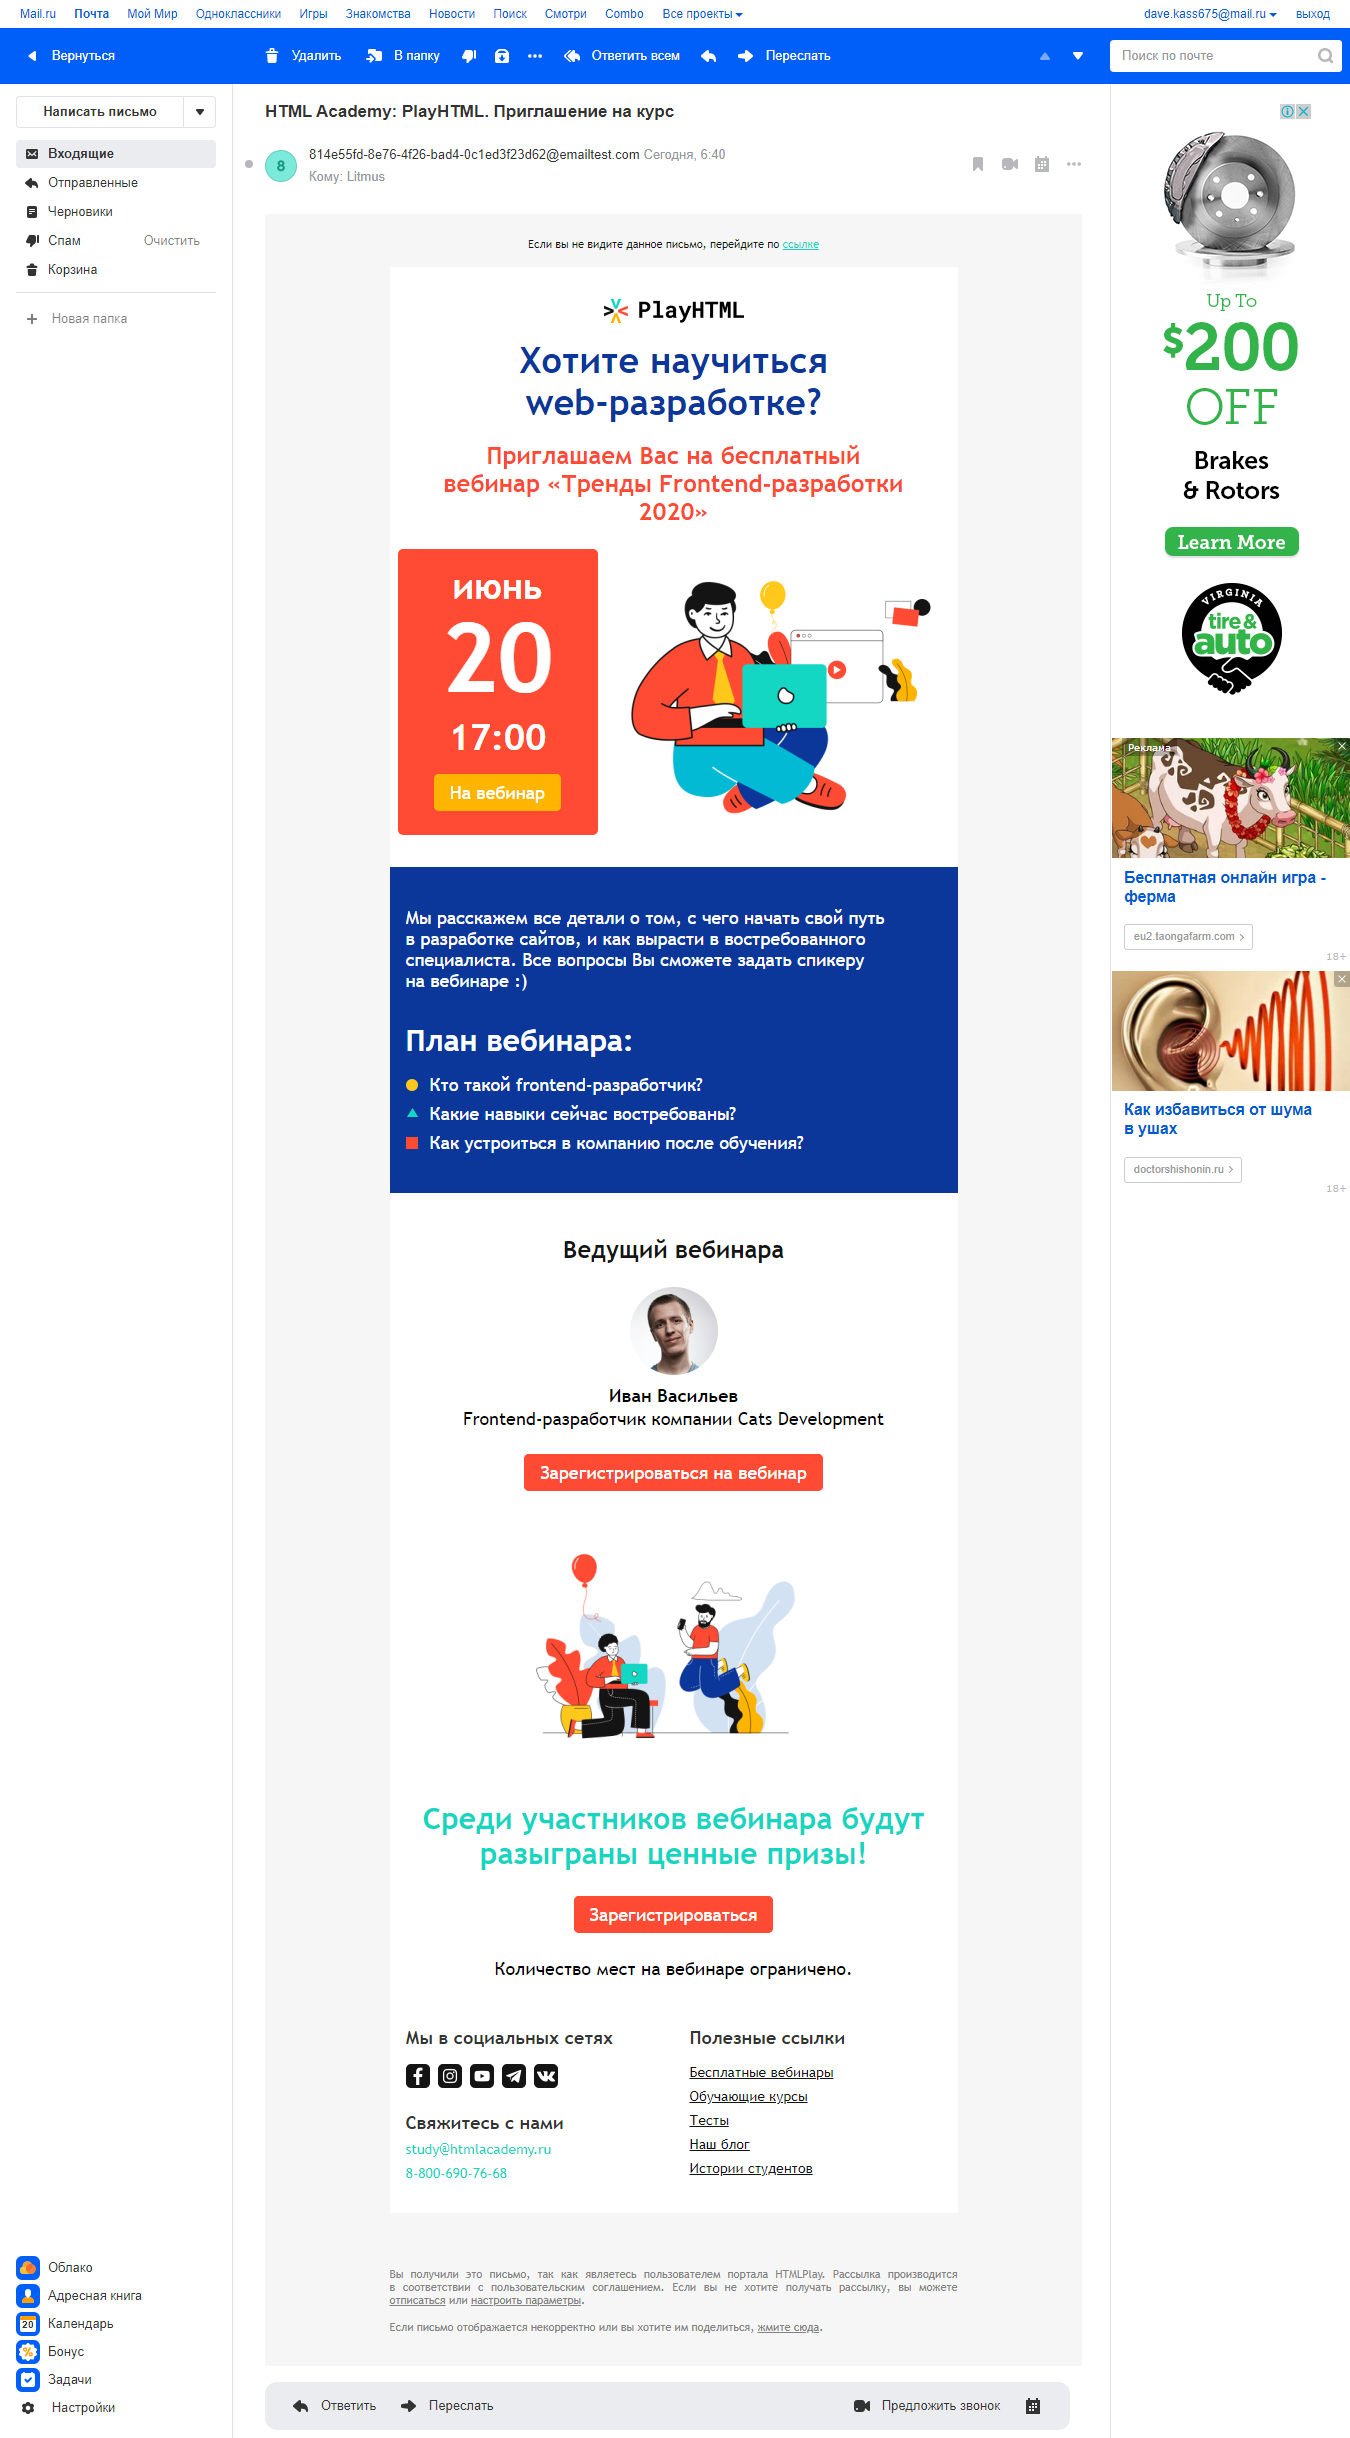 Mail.ru Почта Мой Мир Одноклассники Игры Знакомства Новости Поиск Смотри Combo Все проекты dave.kass675@mail.ru выход
Вернуться Удалить В папку Ответить всем Переслать Поиск по почте
Написать письмо
Входящие
Отправленные
Черновики
Спам Очистить
Корзина
Новая папка
HTML Academy: PlayHTML. Приглашение на курс
8
814e55fd-8e76-4f26-bad4-0c1ed3f23d62@emailtest.com Сегодня, 6:40
Кому: Litmus
Если вы не видите данное письмо, перейдите по ссылке
PlayHTML
Хотите научиться
web-разработке?
Приглашаем Вас на бесплатный
вебинар «Тренды Frontend-разработки
2020»
июнь
20
17:00
На вебинар
Мы расскажем все детали о том, с чего начать свой путь
в разработке сайтов, и как вырасти в востребованного
специалиста. Все вопросы Вы сможете задать спикеру
на вебинаре :)
План вебинара:
Кто такой frontend-разработчик?
Какие навыки сейчас востребованы?
Как устроиться в компанию после обучения?
Ведущий вебинара
Иван Васильев
Frontend-разработчик компании Cats Development
Зарегистрироваться на вебинар
Среди участников вебинара будут
разыграны ценные призы!
Зарегистрироваться
Количество мест на вебинаре ограничено.
Мы в социальных сетях
Свяжитесь с нами
study@htmlacademy.ru
8-800-690-76-68
Полезные ссылки
Бесплатные вебинары
Обучающие курсы
Тесты
Наш блог
Истории студентов
Вы получили это письмо, так как являетесь пользователем портала HTMLPlay. Рассылка производится
в соответствии с пользовательским соглашением. Если вы не хотите получать рассылку, вы можете
отписаться или настроить параметры.
Если письмо отображается некорректно или вы хотите им поделиться, жмите сюда.
Ответить Переслать Предложить звонок
Up To
$200
OFF
Brakes
& Rotors
Learn More
VIRGINIA
tire &
auto
Реклама
Бесплатная онлайн игра -
ферма
eu2.taongafarm.com
18+
Как избавиться от шума
в ушах
doctorshishonin.ru
18+
Облако
Адресная книга
20 Календарь
Бонус
Задачи
Настройки